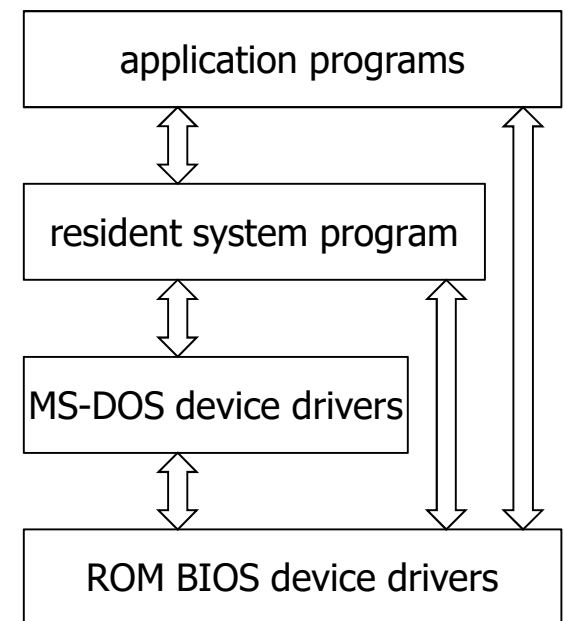 application programs
resident system program
MS-DOS device drivers
ROM BIOS device drivers